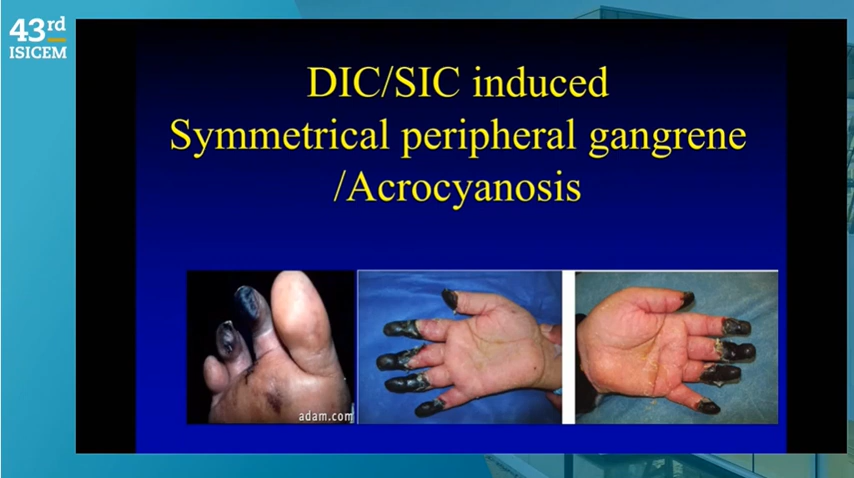 43rd
ISICEM
DIC/SIC induced
Symmetrical peripheral gangrene
/Acrocyanosis
adam.com